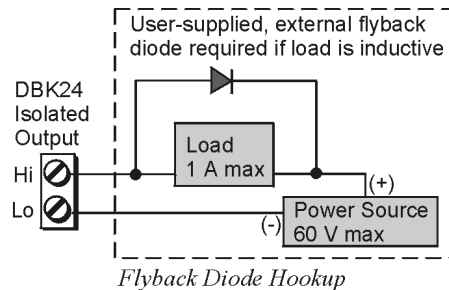 User-supplied, external flyback
diode required if load is inductive
DBK24
Isolated
Output
Load
1 A max
Hi
(+)
Lo
(-)
Power Source
60 V max
Flyback Diode Hookup